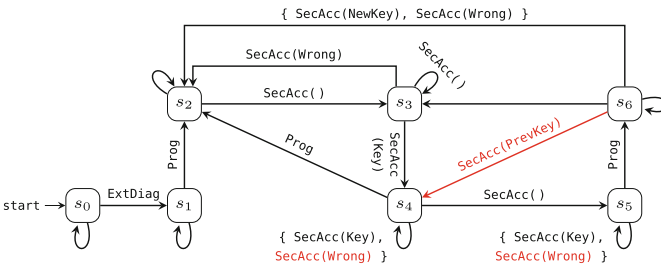 { SecAcc(NewKey), SecAcc(Wrong) }
SecAcc(Wrong)
SecAcc()
s2
SecAcc()
s3
s6
Prog
Prog
SecAcc
(Key)
SecAcc(PrevKey)
Prog
start
s0
ExtDiag
s1
s4
SecAcc()
s5
{ SecAcc(Key),
SecAcc(Wrong) }
{ SecAcc(Key),
SecAcc(Wrong) }